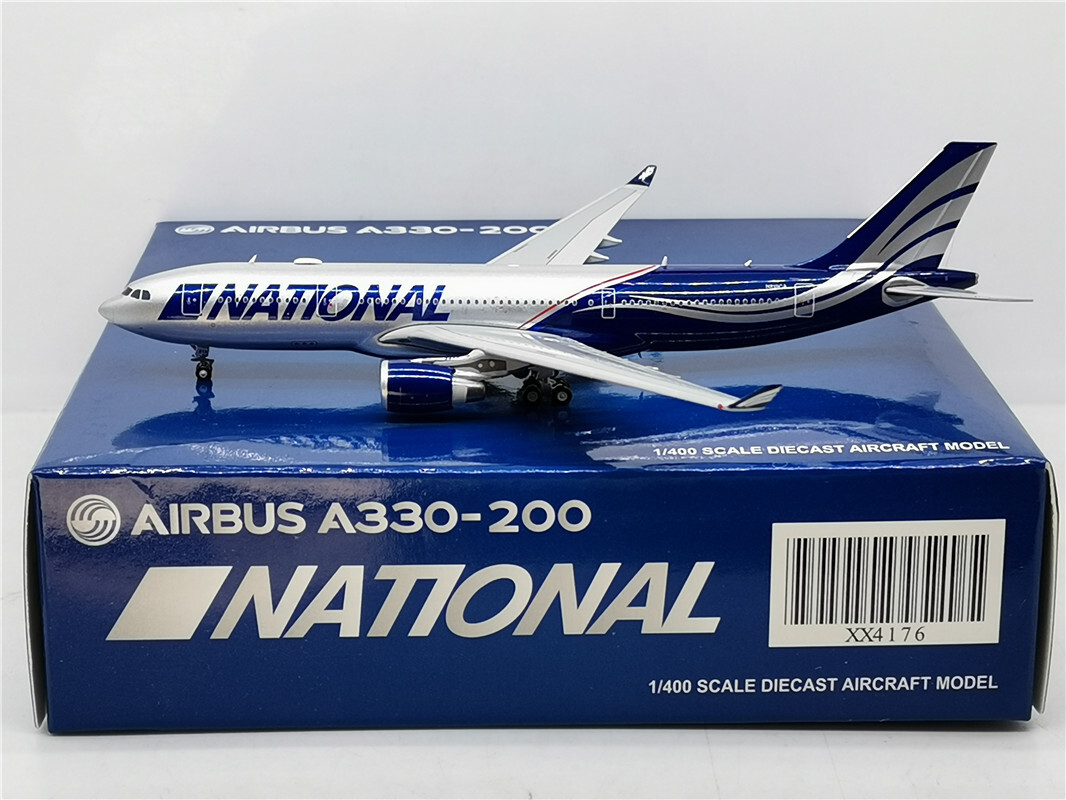 AIRBUS A330-200
NATIONAL
1/400 SCALE DIECAST AIRCRAFT MODEL
AIRBUS A330-200
NATIONAL
XX4176
1/400 SCALE DIECAST AIRCRAFT MODEL